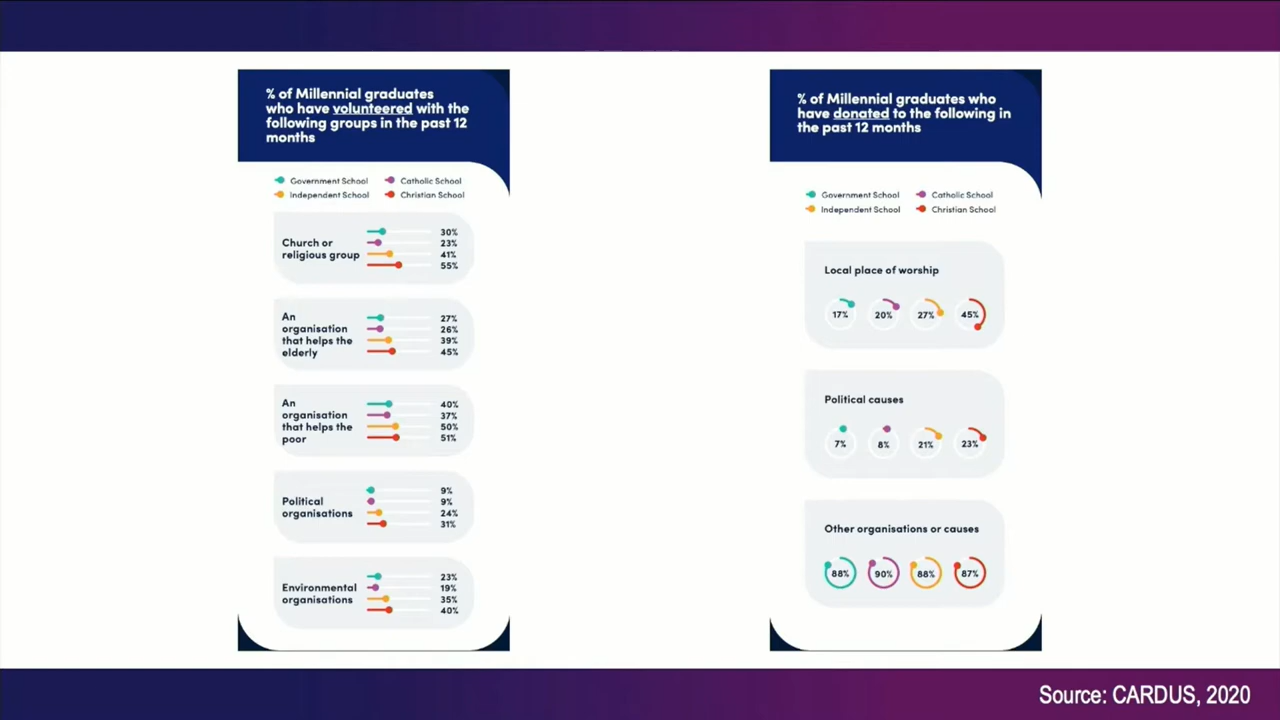 % of Millennial graduates
who have volunteered with the
following groups in the past 12
months
Government School
Catholic School
Independent School
Christian School
Church or
religious group
30%
23%
41%
55%
An
organisation
that helps the
elderly
27%
26%
39%
45%
An
organisation
that helps the
poor
40%
37%
50%
51%
Political
organisations
9%
9%
24%
31%
Environmental
organisations
23%
19%
35%
40%
% of Millennial graduates who
have donated to the following in
the past 12 months
Government School
Catholic School
Independent School
Christian School
Local place of worship
17% 20% 27% 45%
Political causes
7% 8% 21% 23%
Other organisations or causes
88% 90% 88% 87%
Source: CARDUS, 2020